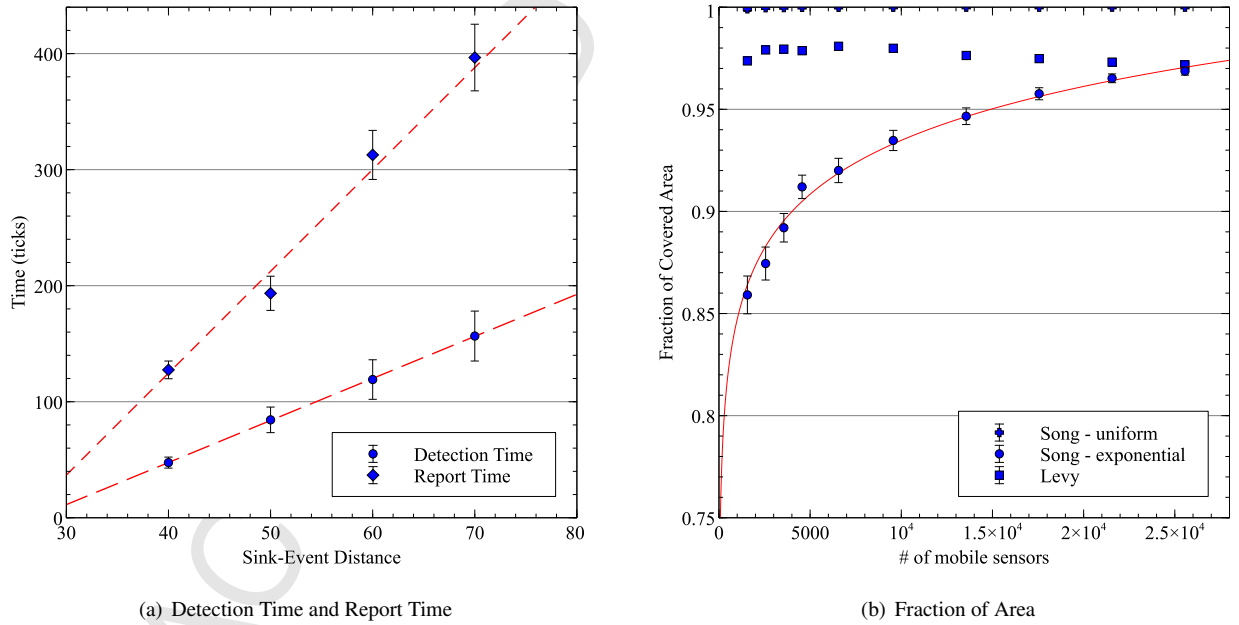 400
300
200
100
0
Time (ticks)
30 40 50 60 70 80
Sink-Event Distance
Detection Time
Report Time
(a) Detection Time and Report Time
1
0.95
0.9
0.85
0.8
0.75
Fraction of Covered Area
0 5000 10⁴ 1.5×10⁴ 2×10⁴ 2.5×10⁴
# of mobile sensors
Song - uniform
Song - exponential
Levy
(b) Fraction of Area